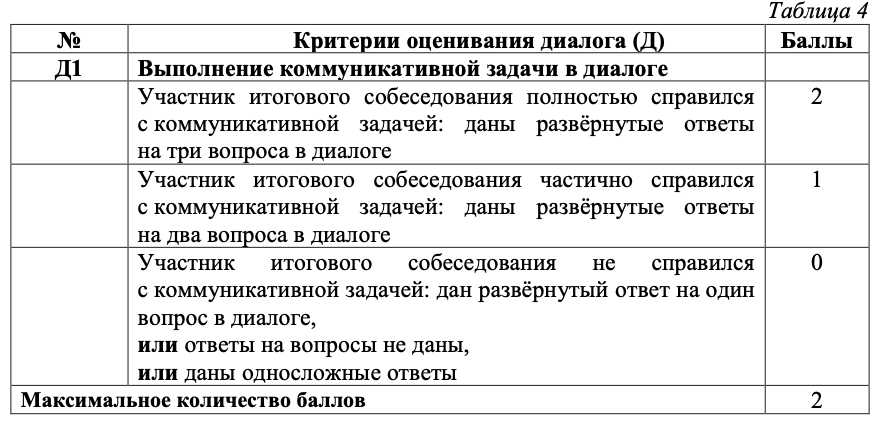 Таблица 4
№ Критерии оценивания диалога (Д) Баллы
Д1 Выполнение коммуникативной задачи в диалоге
Участник итогового собеседования полностью справился 2
с коммуникативной задачей: даны развёрнутые ответы
на три вопроса в диалоге
Участник итогового собеседования частично справился 1
с коммуникативной задачей: даны развёрнутые ответы
на два вопроса в диалоге
Участник итогового собеседования не справился 0
с коммуникативной задачей: дан развёрнутый ответ на один
вопрос в диалоге,
или ответы на вопросы не даны,
или даны односложные ответы
Максимальное количество баллов 2